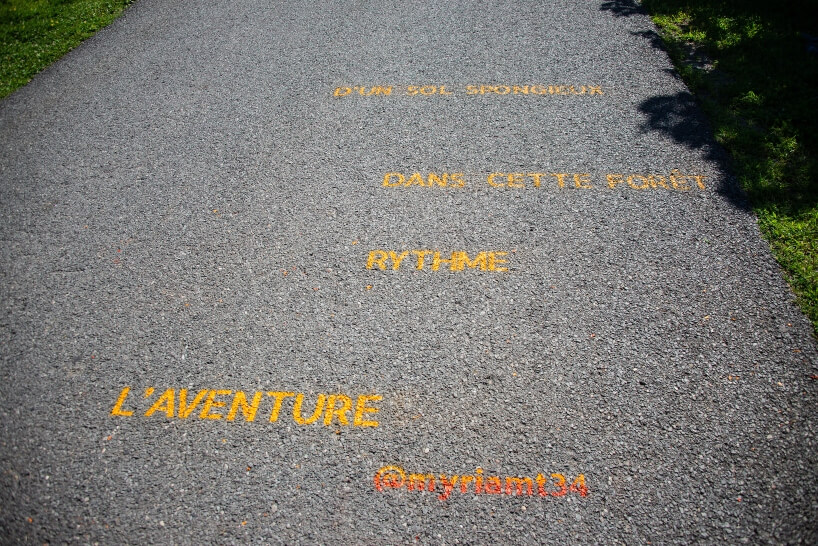 D'UN SOL SPONGIEUX
DANS CETTE FORÊT
RYTHME
L'AVENTURE
@myriamt34